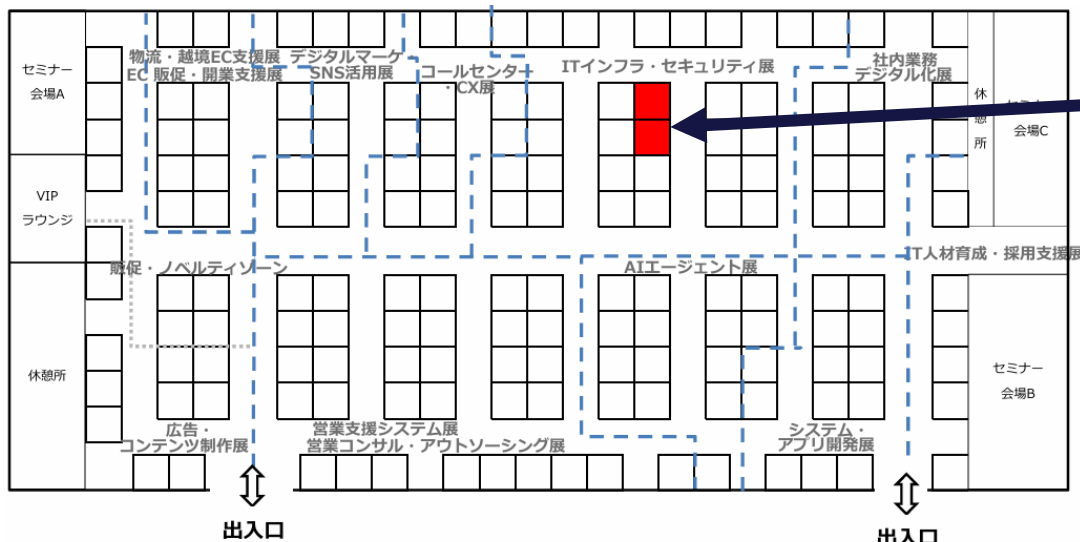 物流・越境EC支援展
EC 販促・開業支援展
デジタルマーケ
SNS活用展
コールセンター
・CX展
ITインフラ・セキュリティ展
社内業務
デジタル化展
セミナー
会場A
休憩所
セミナー
会場C
VIP
ラウンジ
販促・ノベルティゾーン
AIエージェント展
IT人材育成・採用支援展
休憩所
セミナー
会場B
広告・
コンテンツ制作展
営業支援システム展
営業コンサル・アウトソーシング展
システム・
アプリ開発展
出入口
出入口